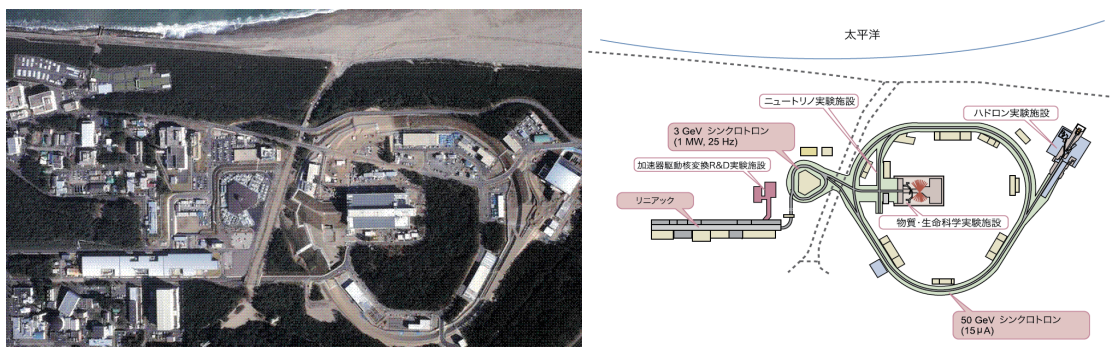 太平洋
ニュートリノ実験施設
ハドロン実験施設
3 GeV シンクロトロン
(1 MW, 25 Hz)
加速器駆動核変換R&D実験施設
リニアック
物質・生命科学実験施設
50 GeV シンクロトロン
(15μA)